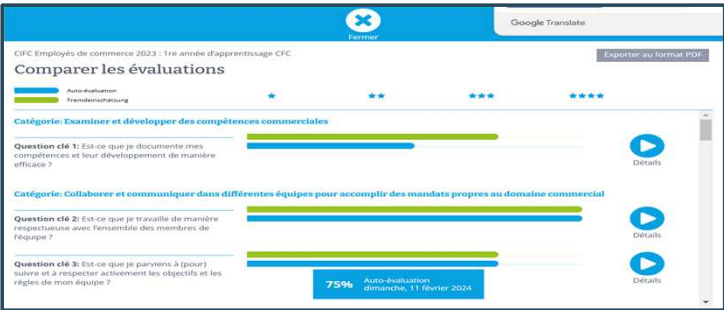 Fermer
Google Translate
CIFC Employés de commerce 2023 : 1re année d'apprentissage CFC
Exporter au format PDF
Comparer les évaluations
Auto-évaluation
Fremdeinschätzung
Catégorie: Examiner et développer des compétences commerciales
Question clé 1: Est-ce que je documente mes
compétences et leur développement de manière
efficace ?
Détails
Catégorie: Collaborer et communiquer dans différentes équipes pour accomplir des mandats propres au domaine commercial
Question clé 2: Est-ce que je travaille de manière
respectueuse avec l'ensemble des membres de
l'équipe ?
Détails
Question clé 3: Est-ce que je parviens à (pour)
suivre et à respecter activement les objectifs et les
règles de mon équipe ?
Détails
75% Auto-évaluation
dimanche, 11 février 2024